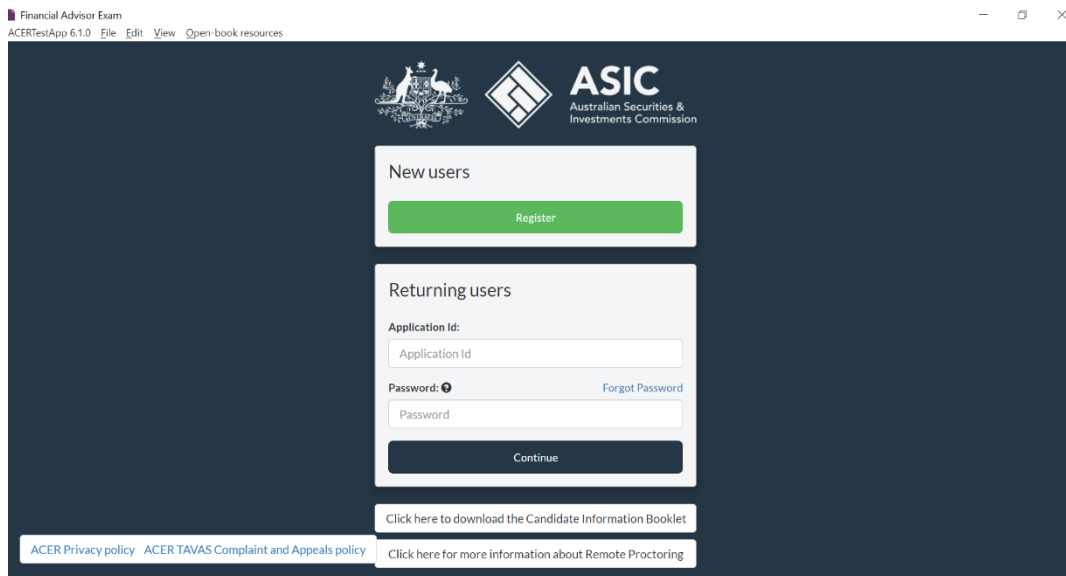 Financial Advisor Exam
ACERTestApp 6.1.0 File Edit View Open-book resources
ASIC
Australian Securities &
Investments Commission
New users
Register
Returning users
Application Id:
Application Id
Password:
Forgot Password
Password
Continue
Click here to download the Candidate Information Booklet
ACER Privacy policy ACER TAVAS Complaint and Appeals policy
Click here for more information about Remote Proctoring